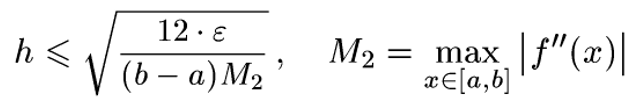 h ⩽ √(12 · ε / (b − a)M₂) , M₂ = max_{x∈[a,b]} |f″(x)|